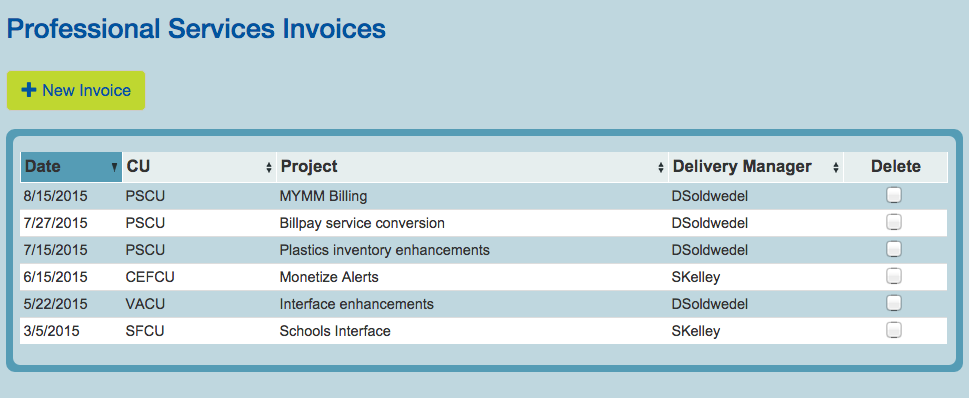 Professional Services Invoices
New Invoice
Date CU Project Delivery Manager Delete
8/15/2015 PSCU MYMM Billing DSoldwedel
7/27/2015 PSCU Billpay service conversion DSoldwedel
7/15/2015 PSCU Plastics inventory enhancements DSoldwedel
6/15/2015 CEFCU Monetize Alerts SKelley
5/22/2015 VACU Interface enhancements DSoldwedel
3/5/2015 SFCU Schools Interface SKelley